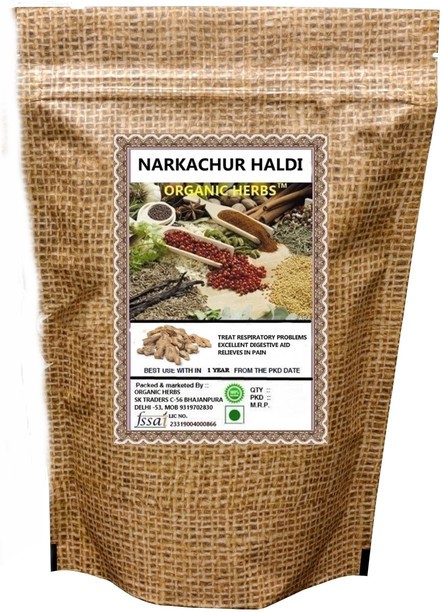 NARKACHUR HALDI
ORGANIC HERBS™
TREAT RESPIRATORY PROBLEMS
EXCELLENT DIGESTIVE AID
RELIEVES IN PAIN
BEST USE WITH IN 1 YEAR FROM THE PKD DATE
Packed & marketed By ::
ORGANIC HERBS
SK TRADERS C-56 BHAJANPURA
DELHI -53, MOB 9319702830
fssai LIC NO.
23319004000866
QTY ::
PKD ::
M.R.P.